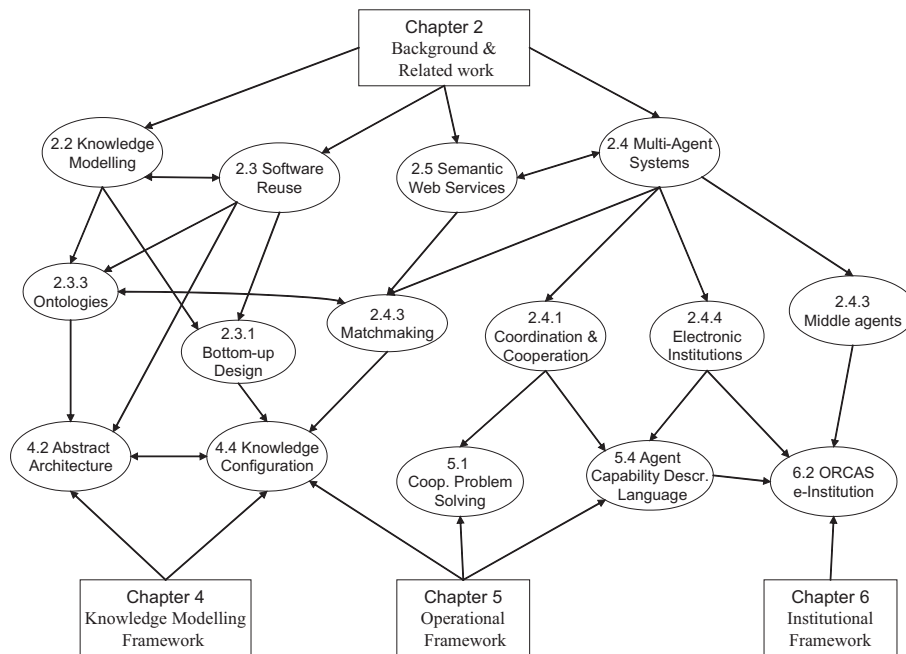 Chapter 2
Background &
Related work
2.2 Knowledge
Modelling
2.3 Software
Reuse
2.5 Semantic
Web Services
2.4 Multi-Agent
Systems
2.3.3
Ontologies
2.3.1
Bottom-up
Design
2.4.3
Matchmaking
2.4.1
Coordination &
Cooperation
2.4.4
Electronic
Institutions
2.4.3
Middle agents
4.2 Abstract
Architecture
4.4 Knowledge
Configuration
5.1
Coop. Problem
Solving
5.4 Agent
Capability Descr.
Language
6.2 ORCAS
e-Institution
Chapter 4
Knowledge Modelling
Framework
Chapter 5
Operational
Framework
Chapter 6
Institutional
Framework